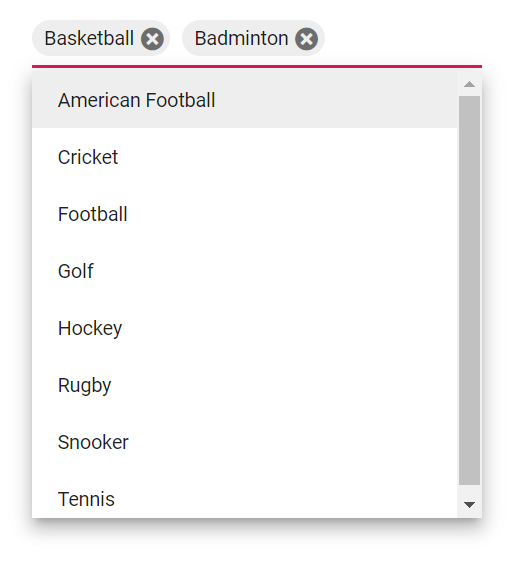 Basketball Badminton
American Football
Cricket
Football
Golf
Hockey
Rugby
Snooker
Tennis